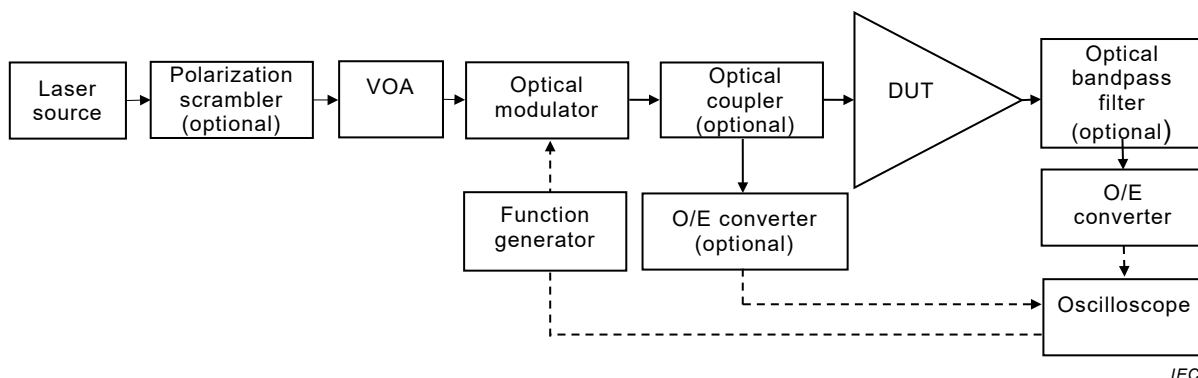 Laser
source
Polarization
scrambler
(optional)
VOA
Optical
modulator
Optical
coupler
(optional)
DUT
Optical
bandpass
filter
(optional)
Function
generator
O/E converter
(optional)
O/E
converter
Oscilloscope
IEC